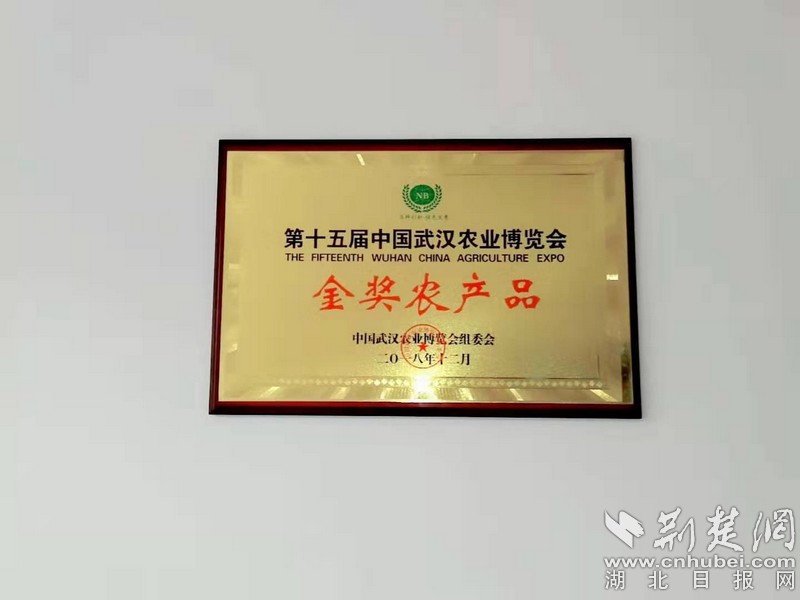 NB
第十五届中国武汉农业博览会
THE FIFTEENTH WUHAN CHINA AGRICULTURE EXPO
金奖农产品
中国武汉农业博览会组委会
二〇一八年十二月
荆楚网
www.cnhubei.com
湖北日报网